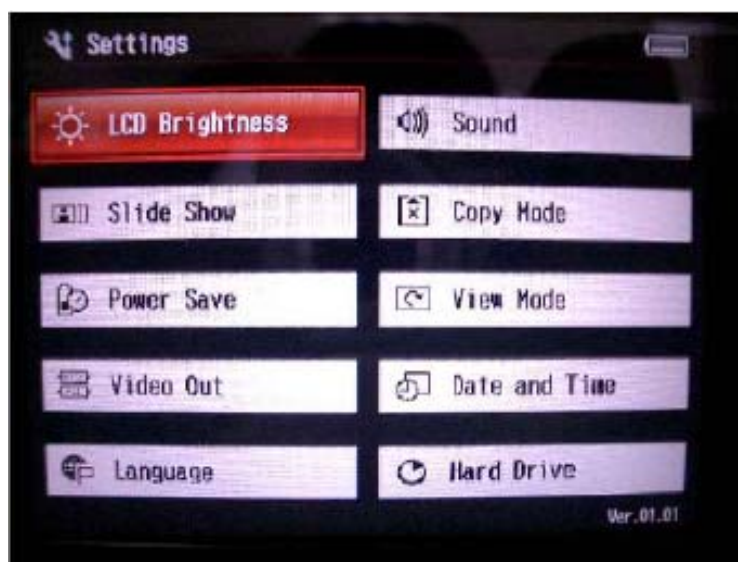 Settings
LCD Brightness
Sound
Slide Show
Copy Mode
Power Save
View Mode
Video Out
Date and Time
Language
Hard Drive
Ver.01.01